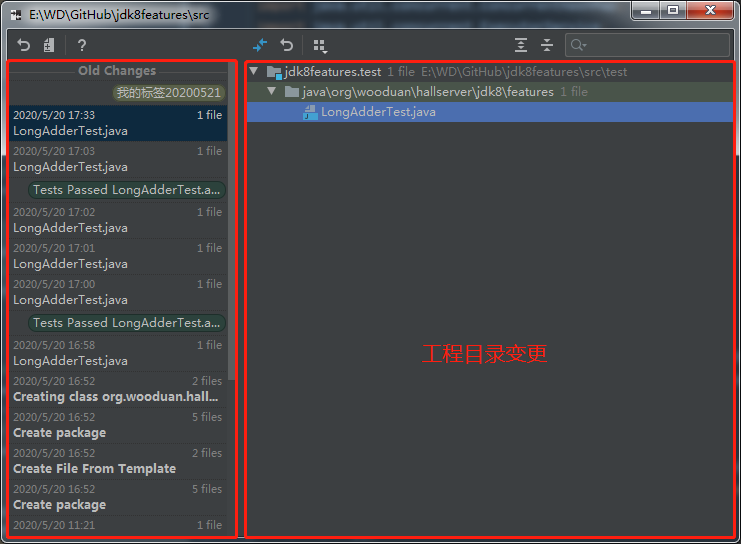 E:\WD\GitHub\jdk8features\src
?
Old Changes
我的标签20200521
2020/5/20 17:33 1 file
LongAdderTest.java
2020/5/20 17:03 1 file
LongAdderTest.java
Tests Passed LongAdderTest.a...
2020/5/20 17:02 1 file
LongAdderTest.java
2020/5/20 17:01 1 file
LongAdderTest.java
2020/5/20 17:00 1 file
LongAdderTest.java
Tests Passed LongAdderTest.a...
2020/5/20 16:58 1 file
LongAdderTest.java
2020/5/20 16:52 2 files
Creating class org.wooduan.hall...
2020/5/20 16:52 5 files
Create package
2020/5/20 16:52 2 files
Create File From Template
2020/5/20 16:52 5 files
Create package
2020/5/20 11:21 1 file
jdk8features.test 1 file E:\WD\GitHub\jdk8features\src\test
java\org\wooduan\hallserver\jdk8\features 1 file
LongAdderTest.java
工程目录变更